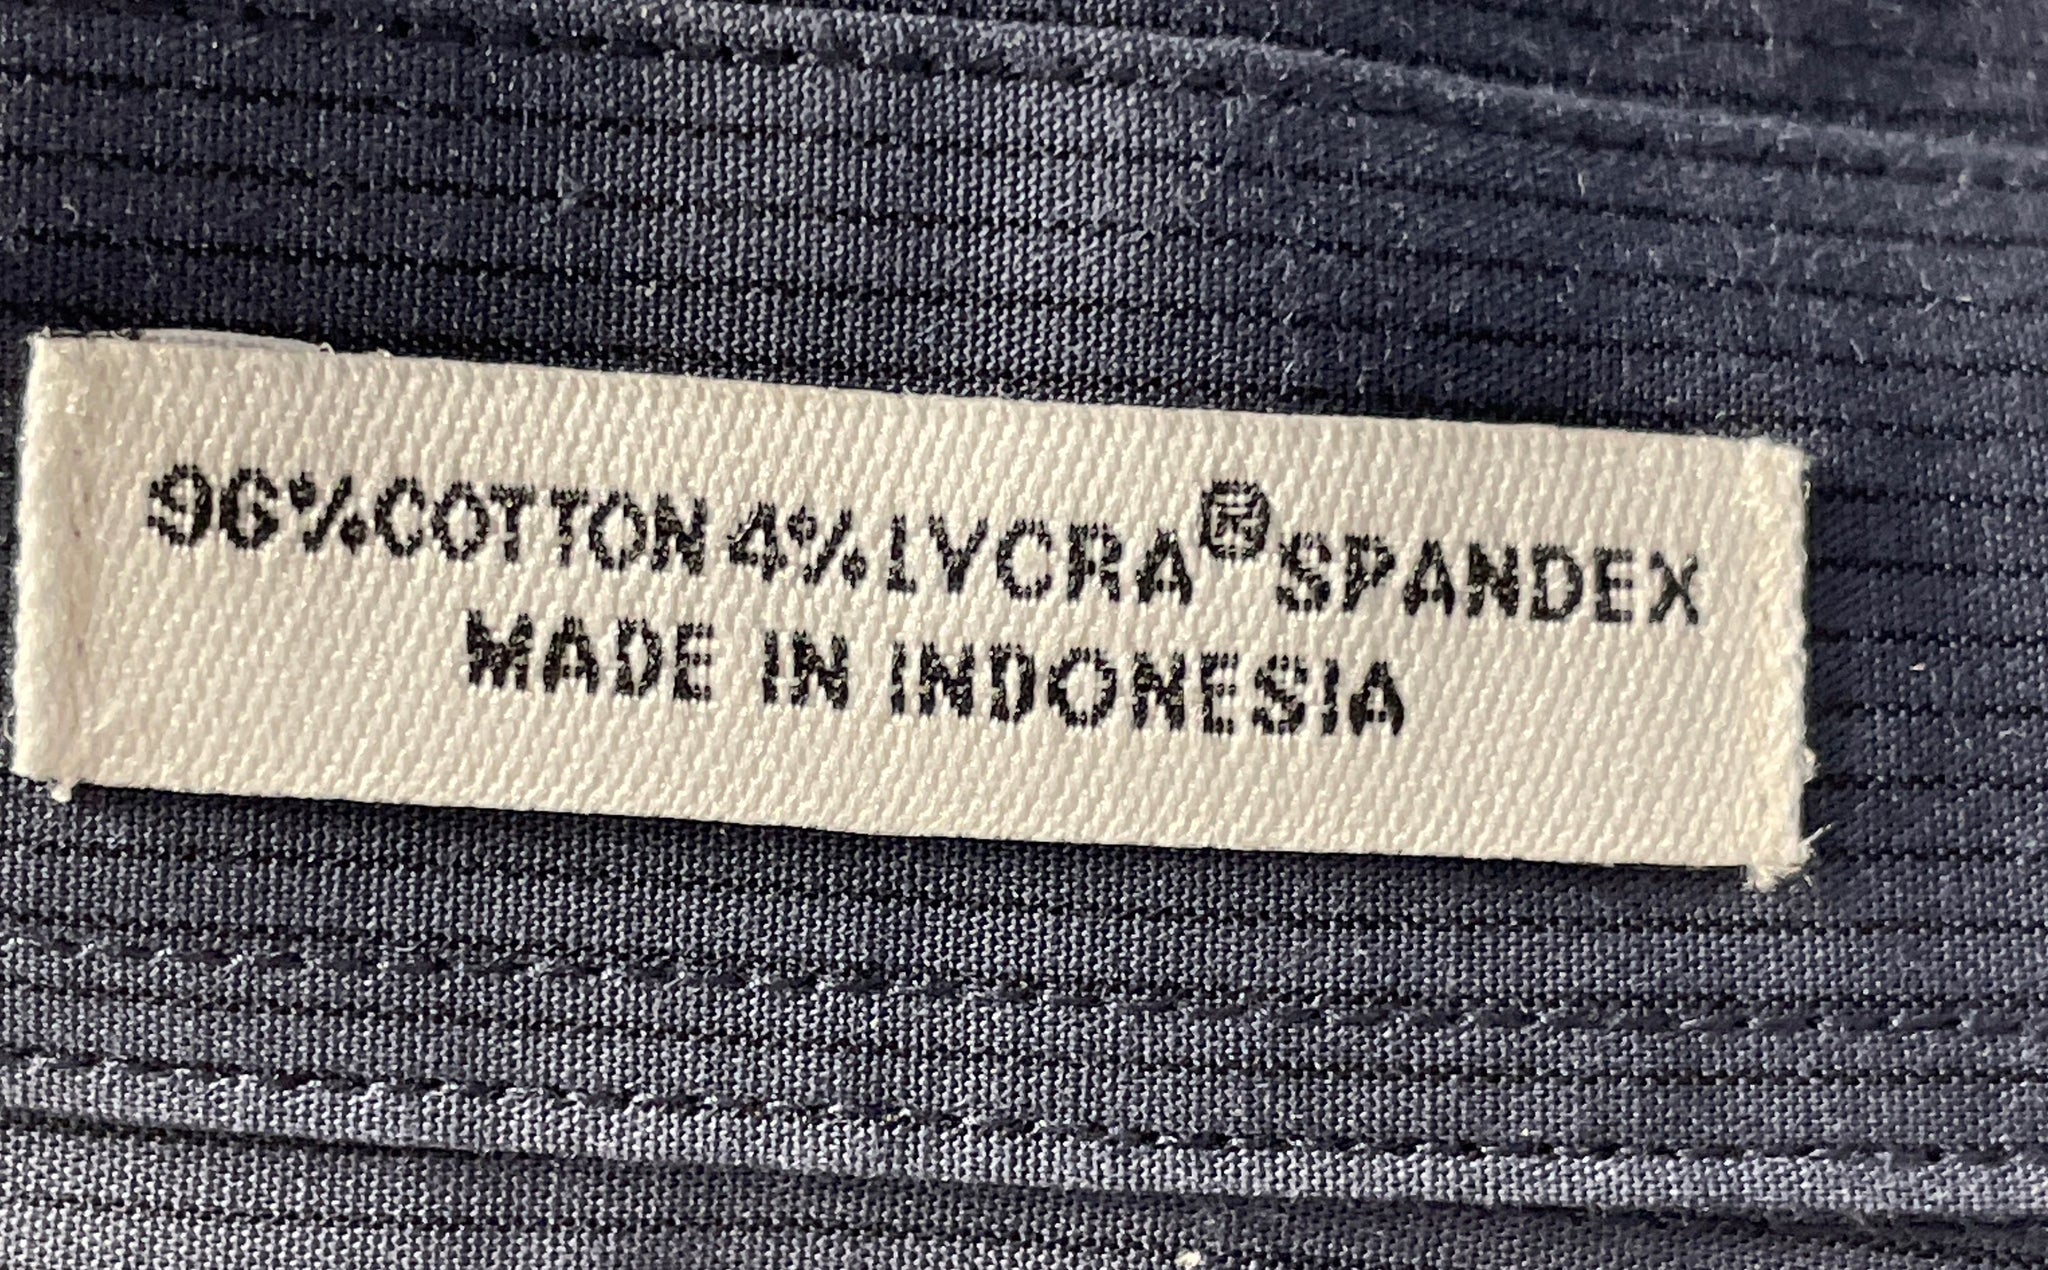 96% COTTON 4% LYCRA® SPANDEX
MADE IN INDONESIA